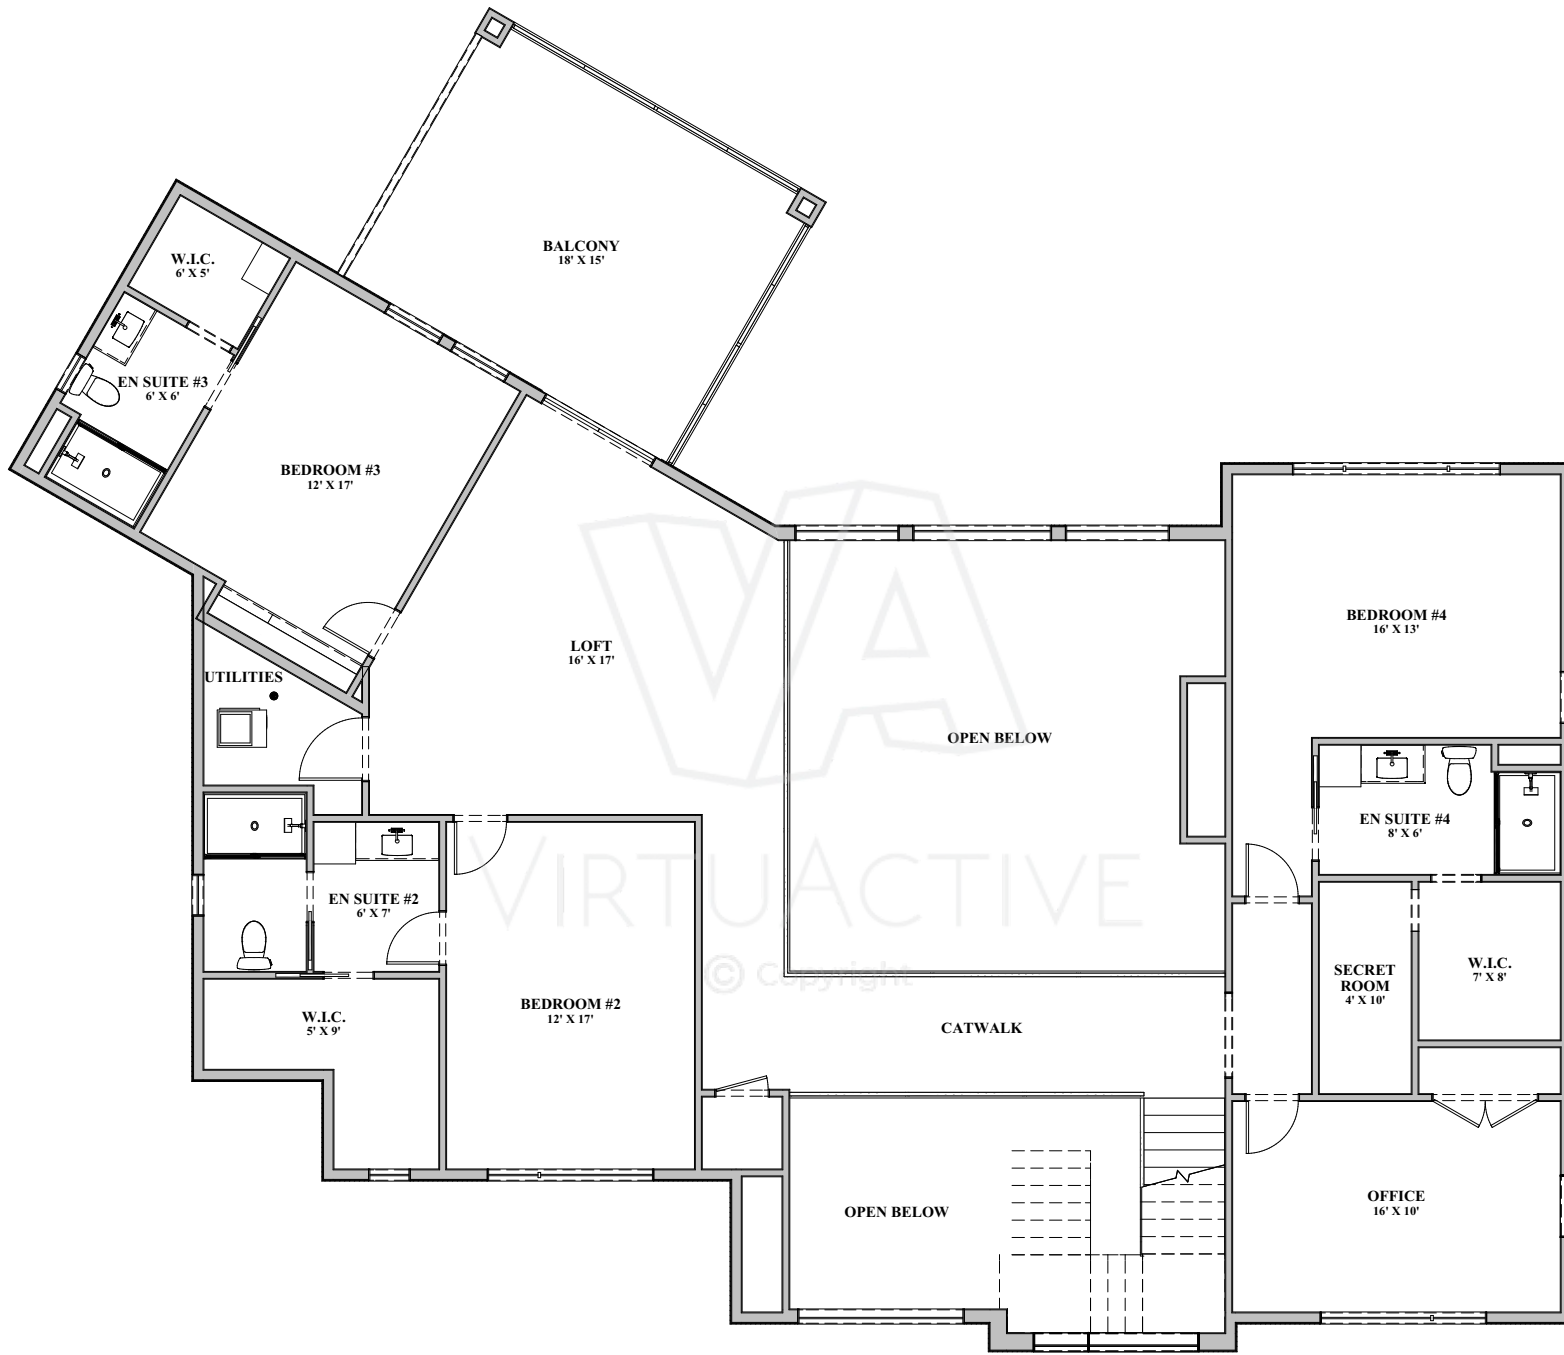 BALCONY
18' X 15'
W.I.C.
6' X 5'
EN SUITE #3
6' X 6'
BEDROOM #3
12' X 17'
LOFT
16' X 17'
BEDROOM #4
16' X 13'
UTILITIES
OPEN BELOW
EN SUITE #4
8' X 6'
VA
VIRTUACTIVE
© Copyright
EN SUITE #2
6' X 7'
SECRET
ROOM
4' X 10'
W.I.C.
7' X 8'
BEDROOM #2
12' X 17'
W.I.C.
5' X 9'
CATWALK
OPEN BELOW
OFFICE
16' X 10'